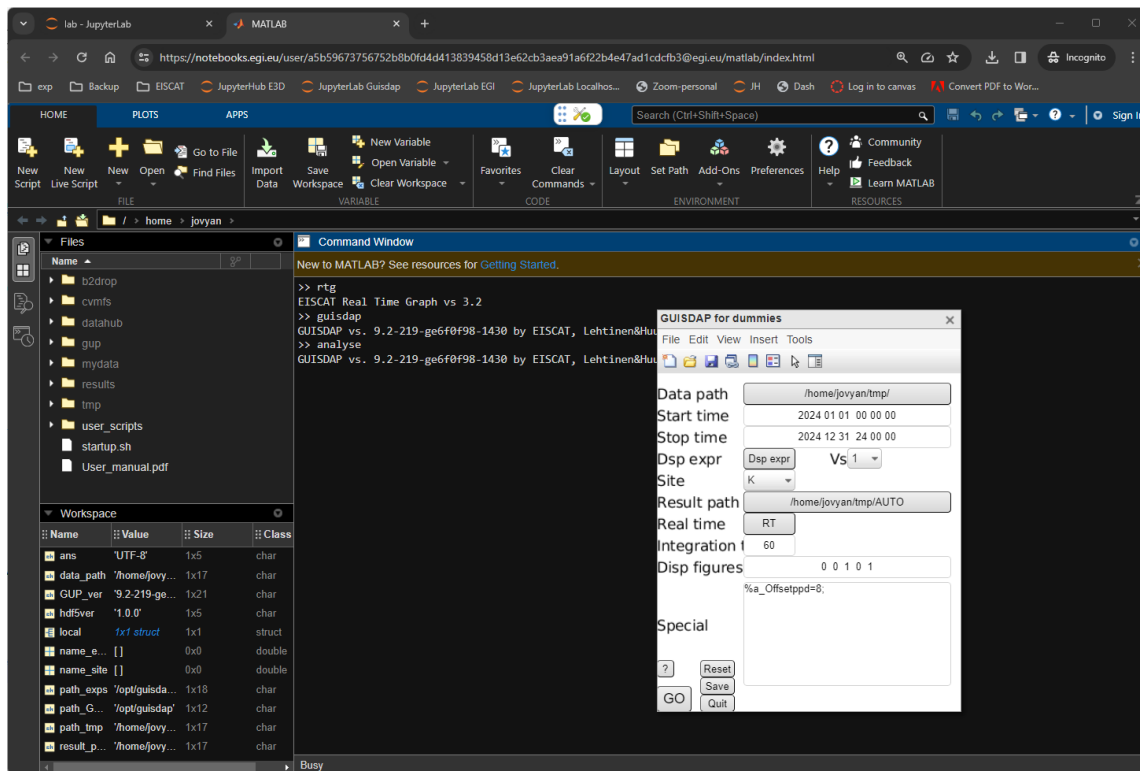 lab - JupyterLab
MATLAB
https://notebooks.egi.eu/user/a5b59673756752b8b0fd4d413839458d13e62cb3aea91a6f22b4e47ad1cdcfb3@egi.eu/matlab/index.html
Incognito
exp Backup EISCAT JupyterHub E3D JupyterLab Guisdap JupyterLab EGI JupyterLab Localhos... Zoom-personal JH Dash Log in to canvas Convert PDF to Wor...
HOME PLOTS APPS
Search (Ctrl+Shift+Space)
Sign In
New Script
New Live Script
New
Open
Go to File
Find Files
Import Data
Save Workspace
New Variable
Open Variable
Clear Workspace
Favorites
Clear Commands
Layout
Set Path
Add-Ons
Preferences
Help
Community
Feedback
Learn MATLAB
FILE VARIABLE CODE ENVIRONMENT RESOURCES
/ > home > jovyan >
Files
Name
b2drop
cvmfs
datahub
gup
mydata
results
tmp
user_scripts
startup.sh
User_manual.pdf
Workspace
Name Value Size Class
ans 'UTF-8' 1x5 char
data_path '/home/jovy... 1x17 char
GUP_ver '9.2-219-ge... 1x21 char
hdf5ver '1.0.0' 1x5 char
local 1x1 struct 1x1 struct
name_e... [ ] 0x0 double
name_site [ ] 0x0 double
path_exps '/opt/guisda... 1x18 char
path_G... '/opt/guisdap' 1x12 char
path_tmp '/home/jovy... 1x17 char
result_p... '/home/jovy... 1x17 char
Command Window
New to MATLAB? See resources for Getting Started.
>> rtg
EISCAT Real Time Graph vs 3.2
>> guisdap
GUISDAP vs. 9.2-219-ge6f0f98-1430 by EISCAT, Lehtinen&Huu
>> analyse
GUISDAP vs. 9.2-219-ge6f0f98-1430 by EISCAT, Lehtinen&Huu
Busy
GUISDAP for dummies
File Edit View Insert Tools
Data path /home/jovyan/tmp/
Start time 2024 01 01 00 00 00
Stop time 2024 12 31 24 00 00
Dsp expr Dsp expr Vs 1
Site K
Result path /home/jovyan/tmp/AUTO
Real time RT
Integration t 60
Disp figures 0 0 1 0 1
%a_Offsetppd=8;
Special
?
Reset
Save
GO
Quit